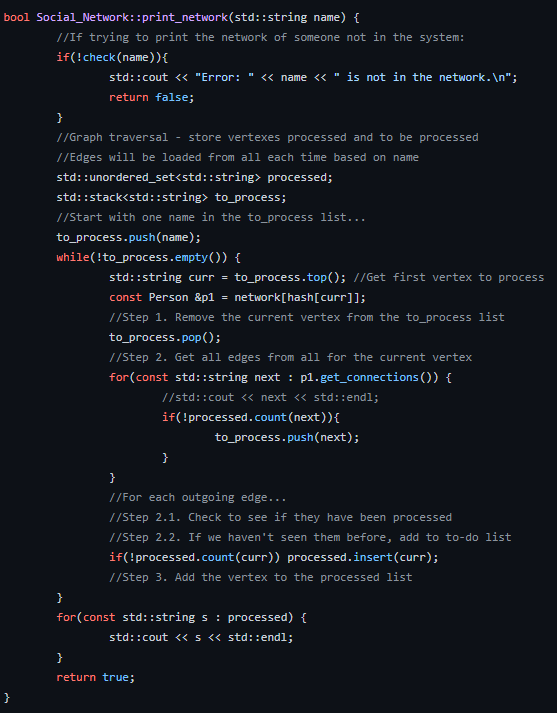 bool Social_Network::print_network(std::string name) {
        //If trying to print the network of someone not in the system:
        if(!check(name)){
                std::cout << "Error: " << name << " is not in the network.\n";
                return false;
        }
        //Graph traversal - store vertexes processed and to be processed
        //Edges will be loaded from all each time based on name
        std::unordered_set<std::string> processed;
        std::stack<std::string> to_process;
        //Start with one name in the to_process list...
        to_process.push(name);
        while(!to_process.empty()) {
                std::string curr = to_process.top(); //Get first vertex to process
                const Person &p1 = network[hash[curr]];
                //Step 1. Remove the current vertex from the to_process list
                to_process.pop();
                //Step 2. Get all edges from all for the current vertex
                for(const std::string next : p1.get_connections()) {
                        //std::cout << next << std::endl;
                        if(!processed.count(next)){
                                to_process.push(next);
                        }
                }
                //For each outgoing edge...
                //Step 2.1. Check to see if they have been processed
                //Step 2.2. If we haven't seen them before, add to to-do list
                if(!processed.count(curr)) processed.insert(curr);
                //Step 3. Add the vertex to the processed list
        }
        for(const std::string s : processed) {
                std::cout << s << std::endl;
        }
        return true;
}